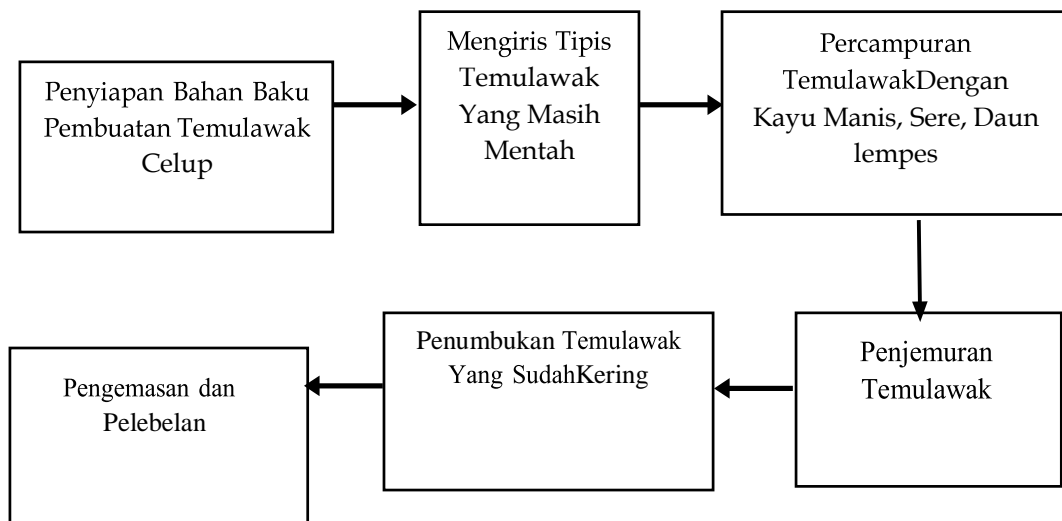 Penyiapan Bahan Baku
Pembuatan Temulawak
Celup
Mengiris Tipis
Temulawak
Yang Masih
Mentah
Percampuran
TemulawakDengan
Kayu Manis, Sere, Daun
lempes
Penjemuran
Temulawak
Penumbukan Temulawak
Yang SudahKering
Pengemasan dan
Pelebelan